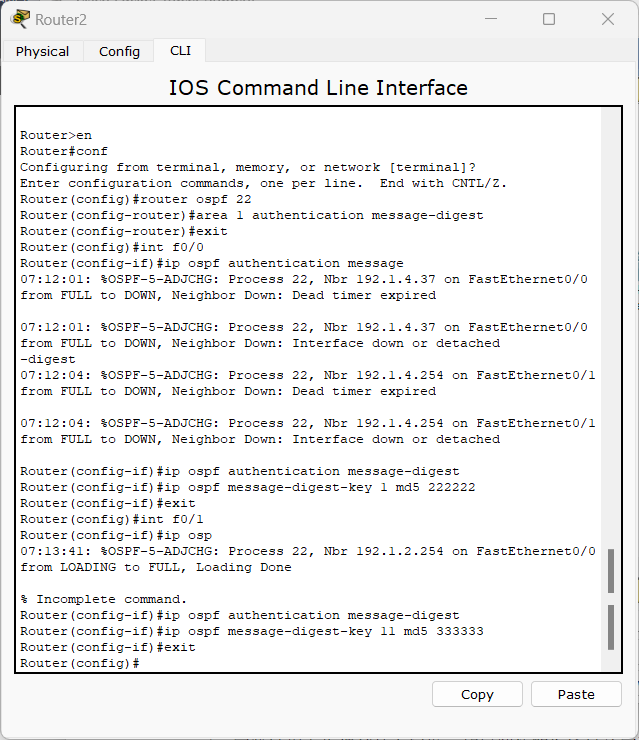 Router2
Physical Config CLI
IOS Command Line Interface
Router>en
Router#conf
Configuring from terminal, memory, or network [terminal]?
Enter configuration commands, one per line.  End with CNTL/Z.
Router(config)#router ospf 22
Router(config-router)#area 1 authentication message-digest
Router(config-router)#exit
Router(config)#int f0/0
Router(config-if)#ip ospf authentication message
07:12:01: %OSPF-5-ADJCHG: Process 22, Nbr 192.1.4.37 on FastEthernet0/0
from FULL to DOWN, Neighbor Down: Dead timer expired
07:12:01: %OSPF-5-ADJCHG: Process 22, Nbr 192.1.4.37 on FastEthernet0/0
from FULL to DOWN, Neighbor Down: Interface down or detached
-digest
07:12:04: %OSPF-5-ADJCHG: Process 22, Nbr 192.1.4.254 on FastEthernet0/1
from FULL to DOWN, Neighbor Down: Dead timer expired
07:12:04: %OSPF-5-ADJCHG: Process 22, Nbr 192.1.4.254 on FastEthernet0/1
from FULL to DOWN, Neighbor Down: Interface down or detached
Router(config-if)#ip ospf authentication message-digest
Router(config-if)#ip ospf message-digest-key 1 md5 222222
Router(config-if)#exit
Router(config)#int f0/1
Router(config-if)#ip osp
07:13:41: %OSPF-5-ADJCHG: Process 22, Nbr 192.1.2.254 on FastEthernet0/0
from LOADING to FULL, Loading Done
% Incomplete command.
Router(config-if)#ip ospf authentication message-digest
Router(config-if)#ip ospf message-digest-key 11 md5 333333
Router(config-if)#exit
Router(config)#
Copy Paste